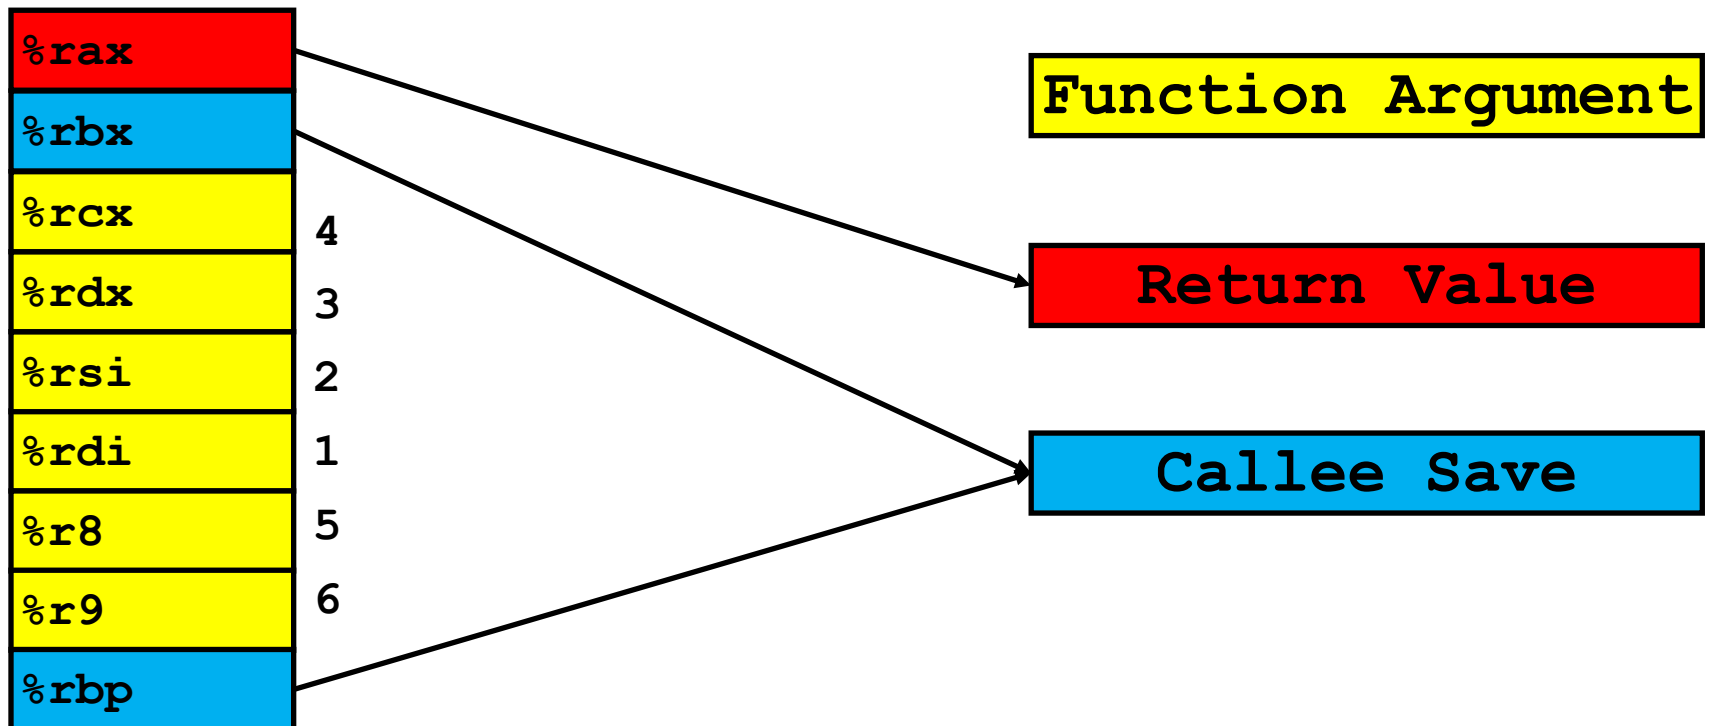 %rax
%rbx
%rcx
%rdx
%rsi
%rdi
%r8
%r9
%rbp
4
3
2
1
5
6
Function Argument
Return Value
Callee Save